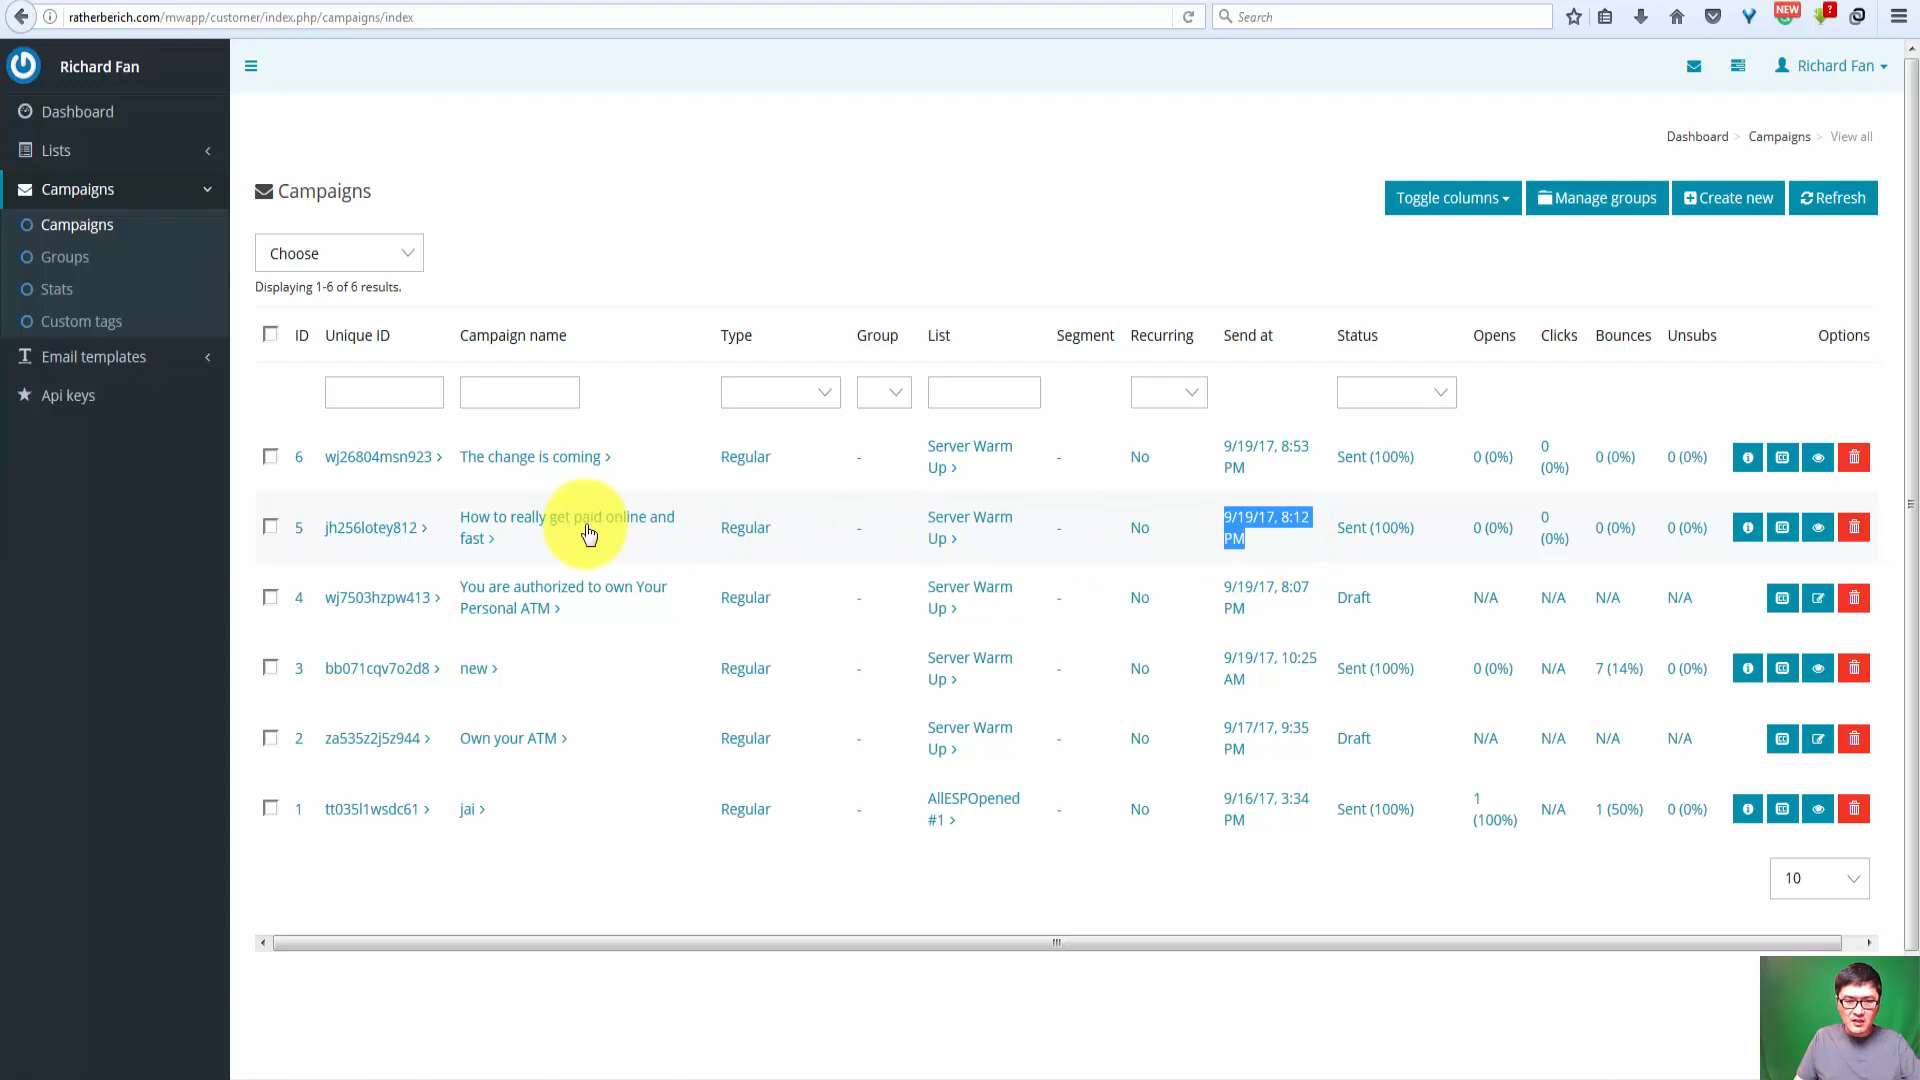 ratherberich.com/mwapp/customer/index.php/campaigns/index
Search
NEW
?
Richard Fan
Richard Fan
Dashboard
Lists
Campaigns
Campaigns
Groups
Stats
Custom tags
Email templates
Api keys
Dashboard > Campaigns > View all
Campaigns
Toggle columns
Manage groups
Create new
Refresh
Choose
Displaying 1-6 of 6 results.
ID Unique ID Campaign name Type Group List Segment Recurring Send at Status Opens Clicks Bounces Unsubs Options
6 wj26804msn923 > The change is coming > Regular - Server Warm Up > - No 9/19/17, 8:53 PM Sent (100%) 0 (0%) 0 (0%) 0 (0%) 0 (0%)
5 jh256lotey812 > How to really get paid online and fast > Regular - Server Warm Up > - No 9/19/17, 8:12 PM Sent (100%) 0 (0%) 0 (0%) 0 (0%) 0 (0%)
4 wj7503hzpw413 > You are authorized to own Your Personal ATM > Regular - Server Warm Up > - No 9/19/17, 8:07 PM Draft N/A N/A N/A N/A
3 bb071cqv7o2d8 > new > Regular - Server Warm Up > - No 9/19/17, 10:25 AM Sent (100%) 0 (0%) N/A 7 (14%) 0 (0%)
2 za535z2j5z944 > Own your ATM > Regular - Server Warm Up > - No 9/17/17, 9:35 PM Draft N/A N/A N/A N/A
1 tt035l1wsdc61 > jai > Regular - AllESPOpened #1 > - No 9/16/17, 3:34 PM Sent (100%) 1 (100%) N/A 1 (50%) 0 (0%)
10